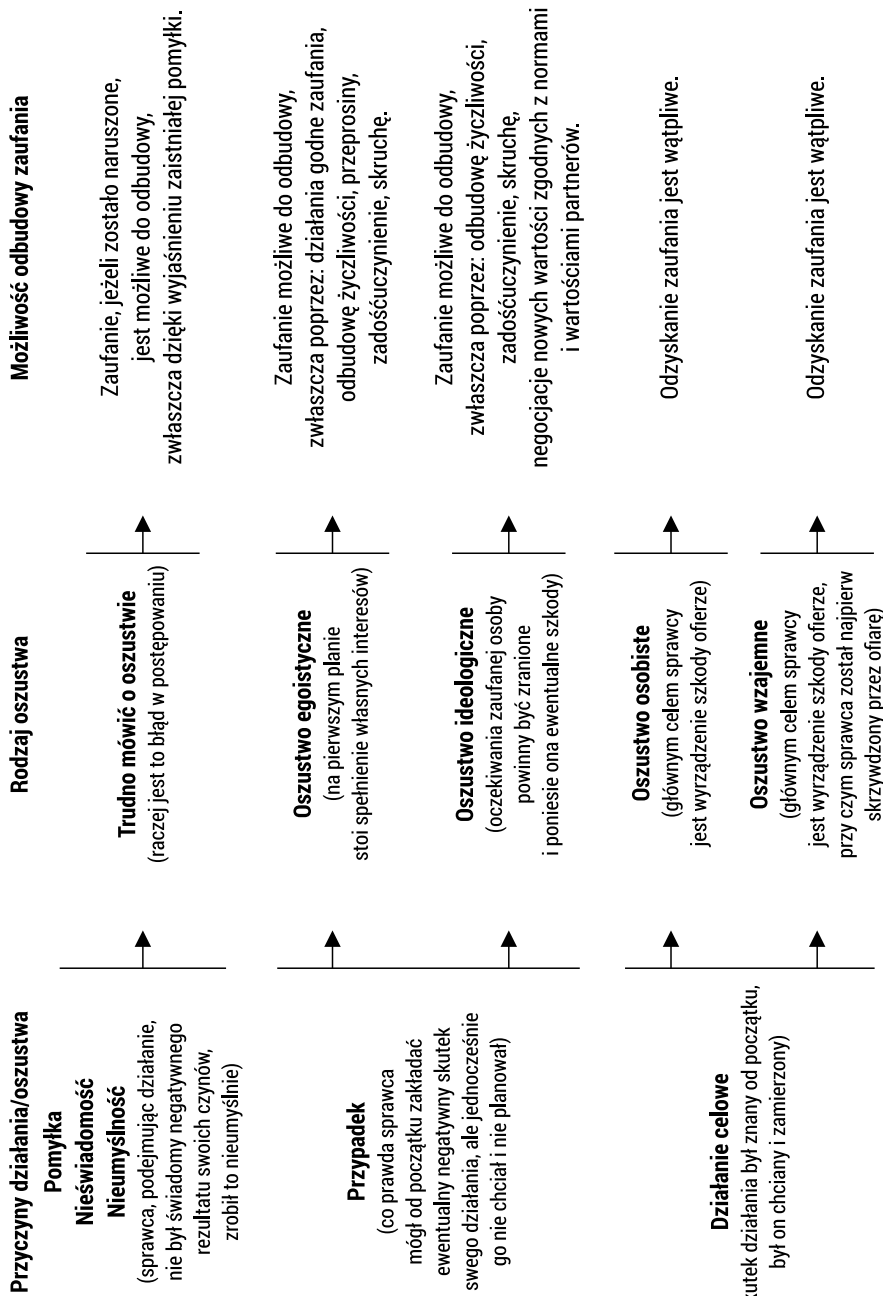 Przyczyny działania/oszustwa
Rodzaj oszustwa
Możliwość odbudowy zaufania
Pomyłka
Nieświadomość
Nieumyślność
(sprawca, podejmując działanie,
nie był świadomy negatywnego
rezultatu swoich czynów,
zrobił to nieumyślnie)
Trudno mówić o oszustwie
(raczej jest to błąd w postępowaniu)
Zaufanie, jeżeli zostało naruszone,
jest możliwe do odbudowy,
zwłaszcza dzięki wyjaśnieniu zaistniałej pomyłki.
Przypadek
(co prawda sprawca
mógł od początku zakładać
ewentualny negatywny skutek
swego działania, ale jednocześnie
go nie chciał i nie planował)
Oszustwo egoistyczne
(na pierwszym planie
stoi spełnienie własnych interesów)
Zaufanie możliwe do odbudowy,
zwłaszcza poprzez: działania godne zaufania,
odbudowę życzliwości, przeprosiny,
zadośćuczynienie, skruchę.
Oszustwo ideologiczne
(oczekiwania zaufanej osoby
powinny być zranione
i poniesie ona ewentualne szkody)
Zaufanie możliwe do odbudowy,
zwłaszcza poprzez: odbudowę życzliwości,
zadośćuczynienie, skruchę,
negocjacje nowych wartości zgodnych z normami
i wartościami partnerów.
Działanie celowe
działania był znany od początku,
był on chciany i zamierzony)
Oszustwo osobiste
(głównym celem sprawcy
jest wyrządzenie szkody ofierze)
Odzyskanie zaufania jest wątpliwe.
Oszustwo wzajemne
(głównym celem sprawcy
jest wyrządzenie szkody ofierze,
przy czym sprawca został najpierw
skrzywdzony przez ofiarę)
Odzyskanie zaufania jest wątpliwe.